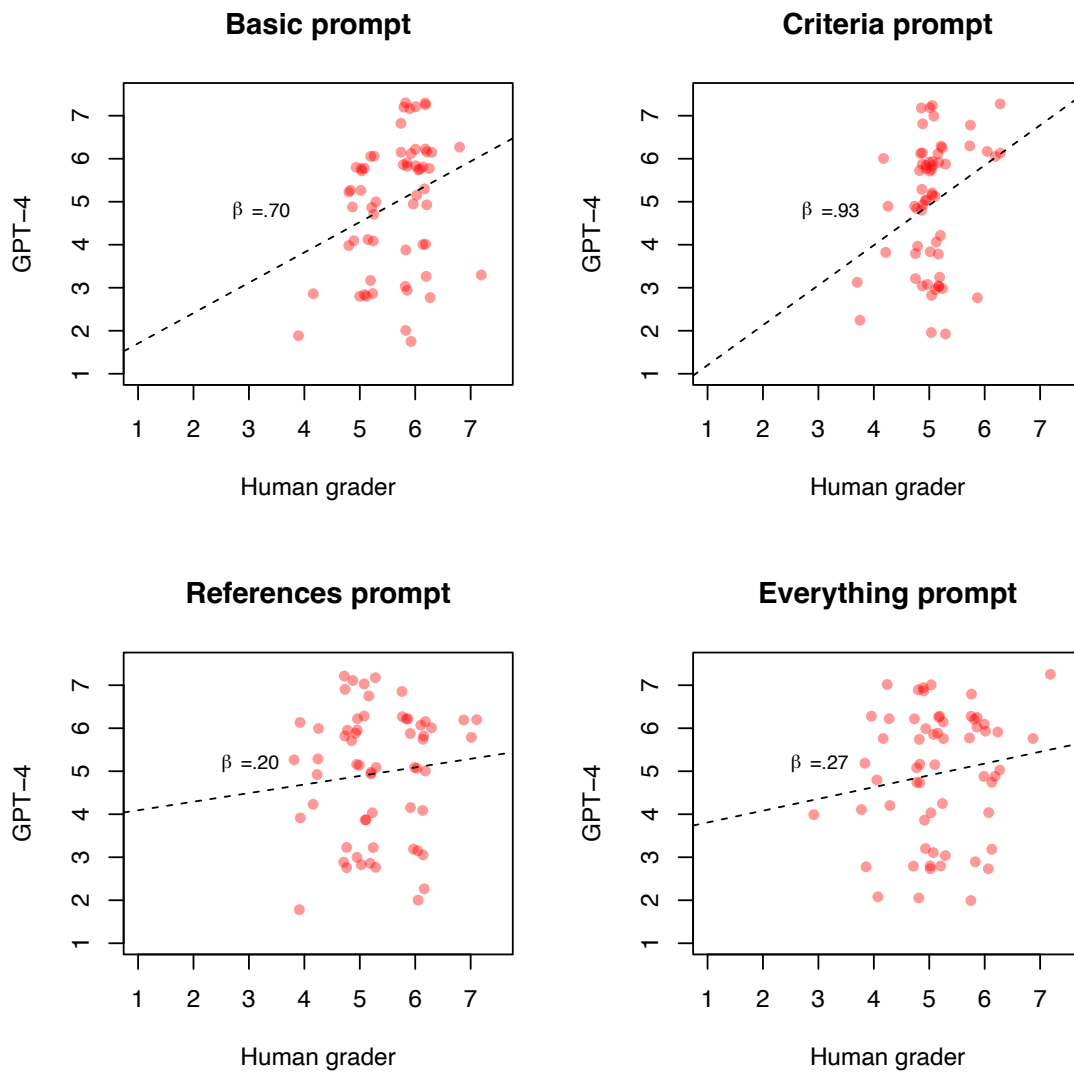 Basic prompt
GPT−4
7
6
5
4
3
2
1
β =.70
1 2 3 4 5 6 7
Human grader
Criteria prompt
GPT−4
7
6
5
4
3
2
1
β =.93
1 2 3 4 5 6 7
Human grader
References prompt
GPT−4
7
6
5
4
3
2
1
β =.20
1 2 3 4 5 6 7
Human grader
Everything prompt
GPT−4
7
6
5
4
3
2
1
β =.27
1 2 3 4 5 6 7
Human grader